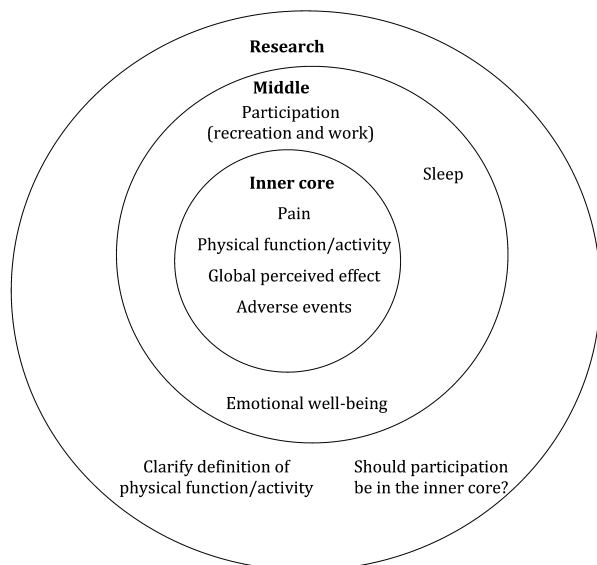 Research
Middle
Participation
(recreation and work)
Sleep
Inner core
Pain
Physical function/activity
Global perceived effect
Adverse events
Emotional well-being
Clarify definition of
physical function/activity
Should participation
be in the inner core?